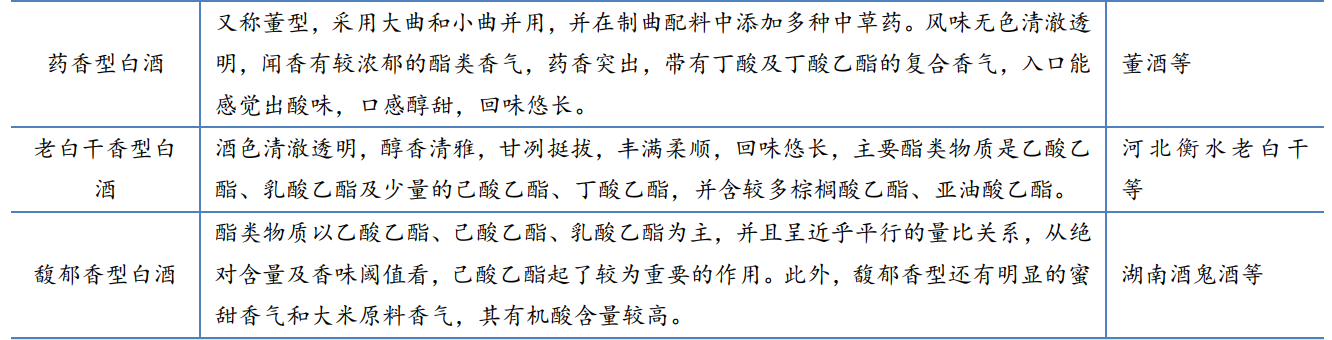 药香型白酒
又称董型，采用大曲和小曲并用，并在制曲配料中添加多种中草药。风味无色清澈透
明，闻香有较浓郁的酯类香气，药香突出，带有丁酸及丁酸乙酯的复合香气，入口能
感觉出酸味，口感醇甜，回味悠长。
董酒等
老白干香型白
酒
酒色清澈透明，醇香清雅，甘冽挺拔，丰满柔顺，回味悠长，主要酯类物质是乙酸乙
酯、乳酸乙酯及少量的己酸乙酯、丁酸乙酯，并含较多棕榈酸乙酯、亚油酸乙酯。
河北衡水老白干
等
馥郁香型白酒
酯类物质以乙酸乙酯、己酸乙酯、乳酸乙酯为主，并且呈近乎平行的量比关系，从绝
对含量及香味阈值看，己酸乙酯起了较为重要的作用。此外，馥郁香型还有明显的蜜
甜香气和大米原料香气，其有机酸含量较高。
湖南酒鬼酒等